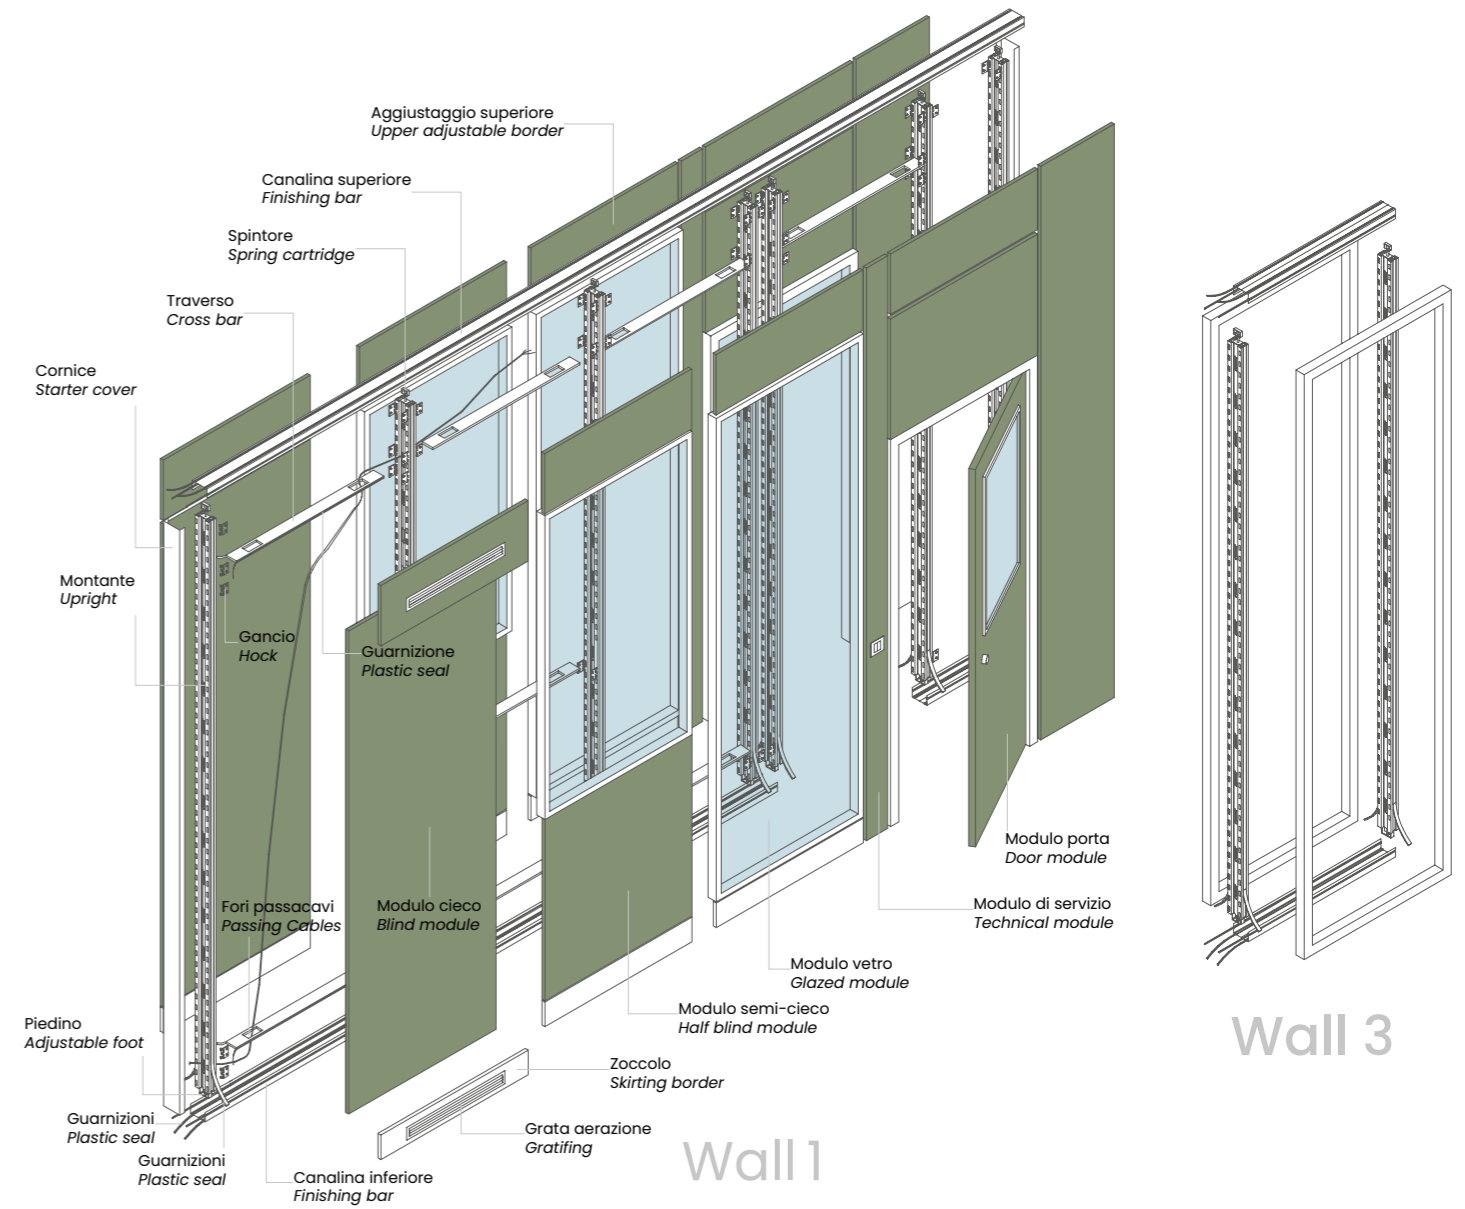 Aggiustaggio superiore
Upper adjustable border
Canalina superiore
Finishing bar
Spintore
Spring cartridge
Traverso
Cross bar
Cornice
Starter cover
Montante
Upright
Gancio
Hock
Guarnizione
Plastic seal
Fori passacavi
Passing Cables
Modulo cieco
Blind module
Modulo porta
Door module
Modulo di servizio
Technical module
Modulo vetro
Glazed module
Modulo semi-cieco
Half blind module
Piedino
Adjustable foot
Zoccolo
Skirting border
Guarnizioni
Plastic seal
Grata aerazione
Gratifing
Guarnizioni
Plastic seal
Canalina inferiore
Finishing bar
Wall 1
Wall 3